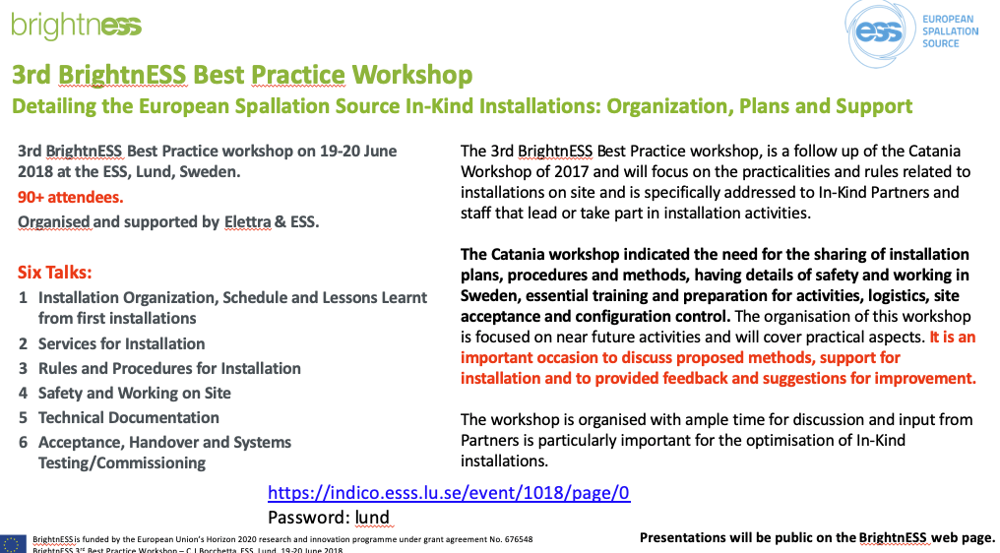 brightness
ess
EUROPEAN
SPALLATION
SOURCE
3rd BrightnESS Best Practice Workshop
Detailing the European Spallation Source In-Kind Installations: Organization, Plans and Support
3rd BrightnESS Best Practice workshop on 19-20 June
2018 at the ESS, Lund, Sweden.
90+ attendees.
Organised and supported by Elettra & ESS.
Six Talks:
1 Installation Organization, Schedule and Lessons Learnt
from first installations
2 Services for Installation
3 Rules and Procedures for Installation
4 Safety and Working on Site
5 Technical Documentation
6 Acceptance, Handover and Systems
Testing/Commissioning
The 3rd BrightnESS Best Practice workshop, is a follow up of the Catania
Workshop of 2017 and will focus on the practicalities and rules related to
installations on site and is specifically addressed to In-Kind Partners and
staff that lead or take part in installation activities.
The Catania workshop indicated the need for the sharing of installation
plans, procedures and methods, having details of safety and working in
Sweden, essential training and preparation for activities, logistics, site
acceptance and configuration control. The organisation of this workshop
is focused on near future activities and will cover practical aspects. It is an
important occasion to discuss proposed methods, support for
installation and to provided feedback and suggestions for improvement.
The workshop is organised with ample time for discussion and input from
Partners is particularly important for the optimisation of In-Kind
installations.
https://indico.esss.lu.se/event/1018/page/0
Password: lund
BrightnESS is funded by the European Union's Horizon 2020 research and innovation programme under grant agreement No. 676548
BrightnESS 3rd Best Practice Workshop – C J Bocchetta, ESS, Lund, 19-20 June 2018
Presentations will be public on the BrightnESS web page.